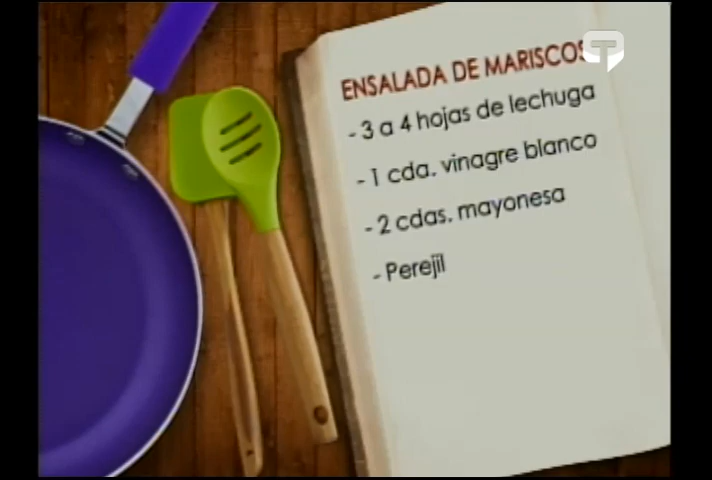 ENSALADA DE MARISCOS
- 3 a 4 hojas de lechuga
- 1 cda. vinagre blanco
- 2 cdas. mayonesa
- Perejil